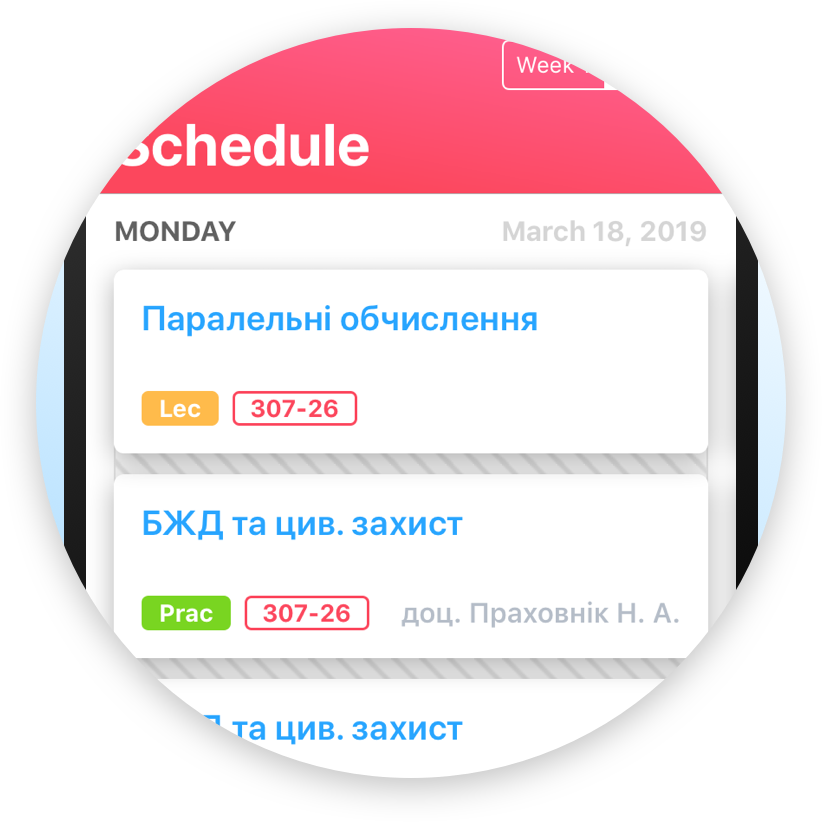 Week
Schedule
MONDAY
March 18, 2019
Паралельні обчислення
Lec
307-26
БЖД та цив. захист
Prac
307-26
доц. Праховнік Н. А.
та цив. захист